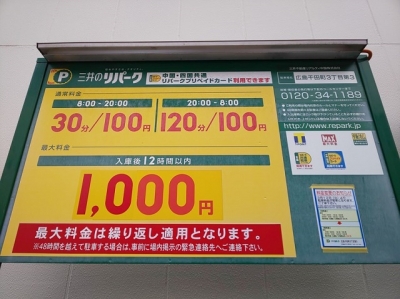 三井のリパーク
中国・四国共通
リパークプリペイドカード利用できます
通常料金
8:00-20:00
20:00-8:00
30分/100円
120分/100円
最大料金
入庫後12時間以内
1,000円
最大料金は繰り返し適用となります。
※48時間を超えて駐車する場合は、事前に場内掲示の緊急連絡先へご連絡下さい。
広島千田町3丁目第3
0120-34-1189
http://www.repark.jp